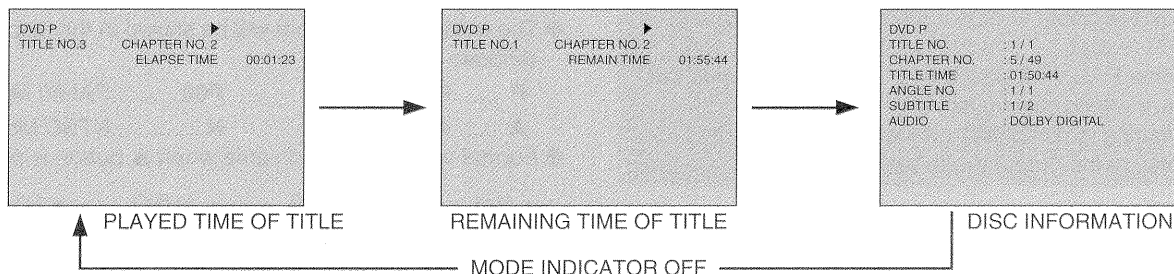 DVD P
TITLE NO.3 CHAPTER NO. 2
ELAPSE TIME 00:01:23
PLAYED TIME OF TITLE
DVD P
TITLE NO.1 CHAPTER NO. 2
REMAIN TIME 01:55:44
REMAINING TIME OF TITLE
DVD P
TITLE NO. : 1 / 1
CHAPTER NO. : 5 / 49
TITLE TIME : 01:50:44
ANGLE NO. : 1 / 1
SUBTITLE : 1 / 2
AUDIO : DOLBY DIGITAL
DISC INFORMATION
MODE INDICATOR OFF